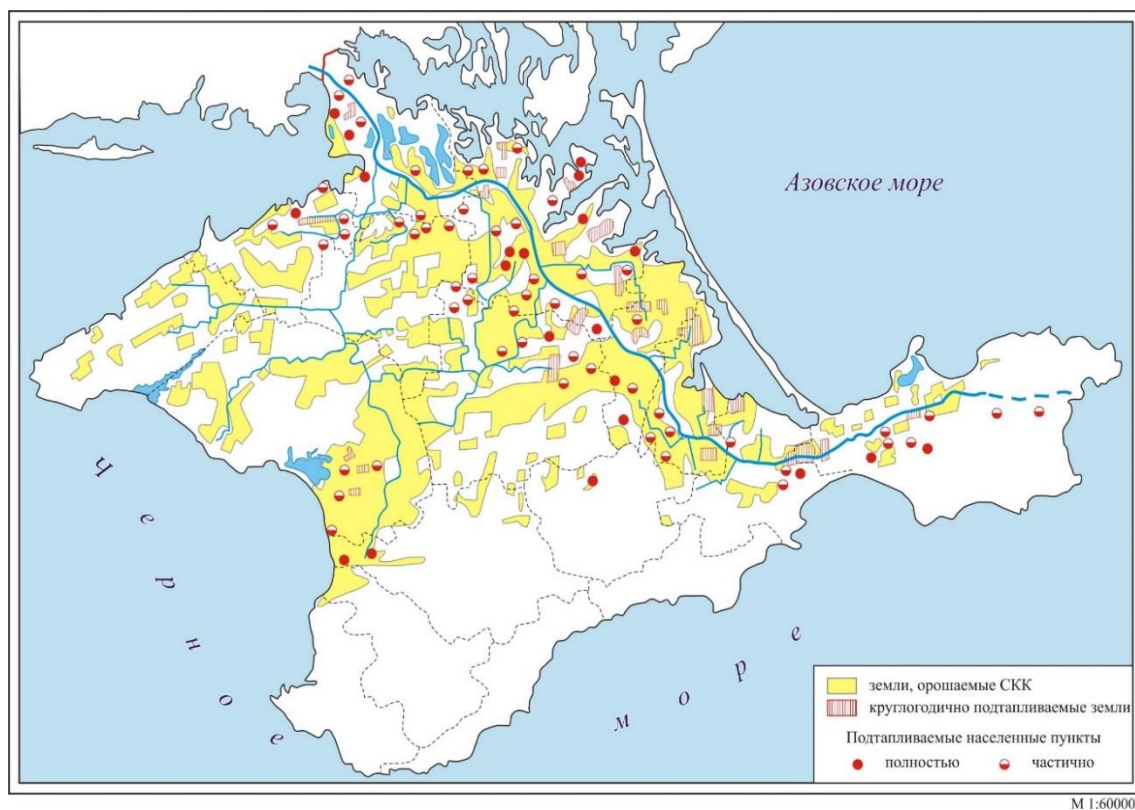 Азовское море
Черное
море
земли, орошаемые СКК
круглогодично подтапливаемые земли
Подтапливаемые населенные пункты
полностью
частично
М 1:60000